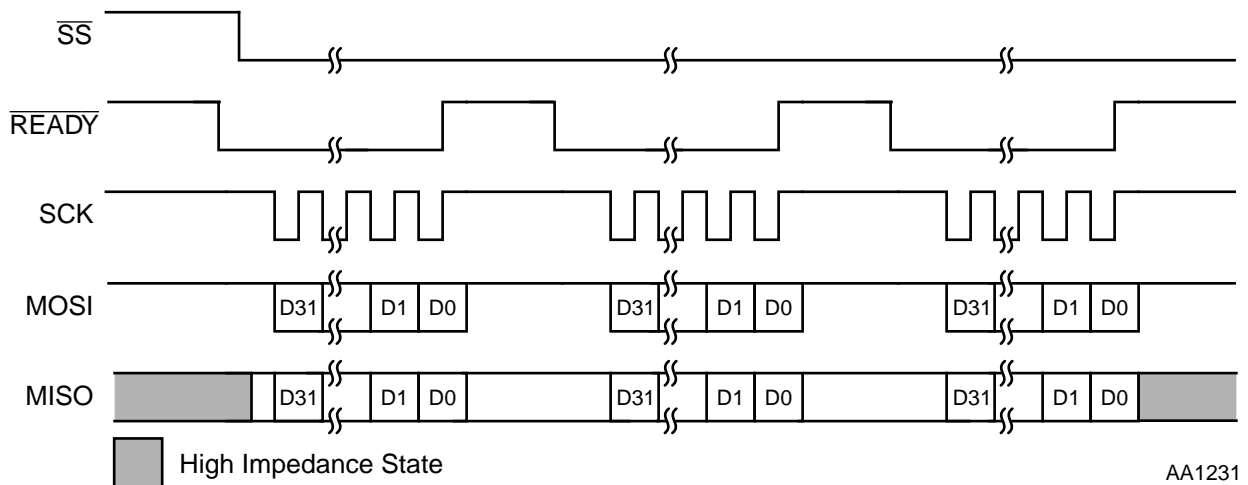 SS
READY
SCK
MOSI D31 D1 D0 D31 D1 D0 D31 D1 D0
MISO D31 D1 D0 D31 D1 D0 D31 D1 D0
High Impedance State
AA1231